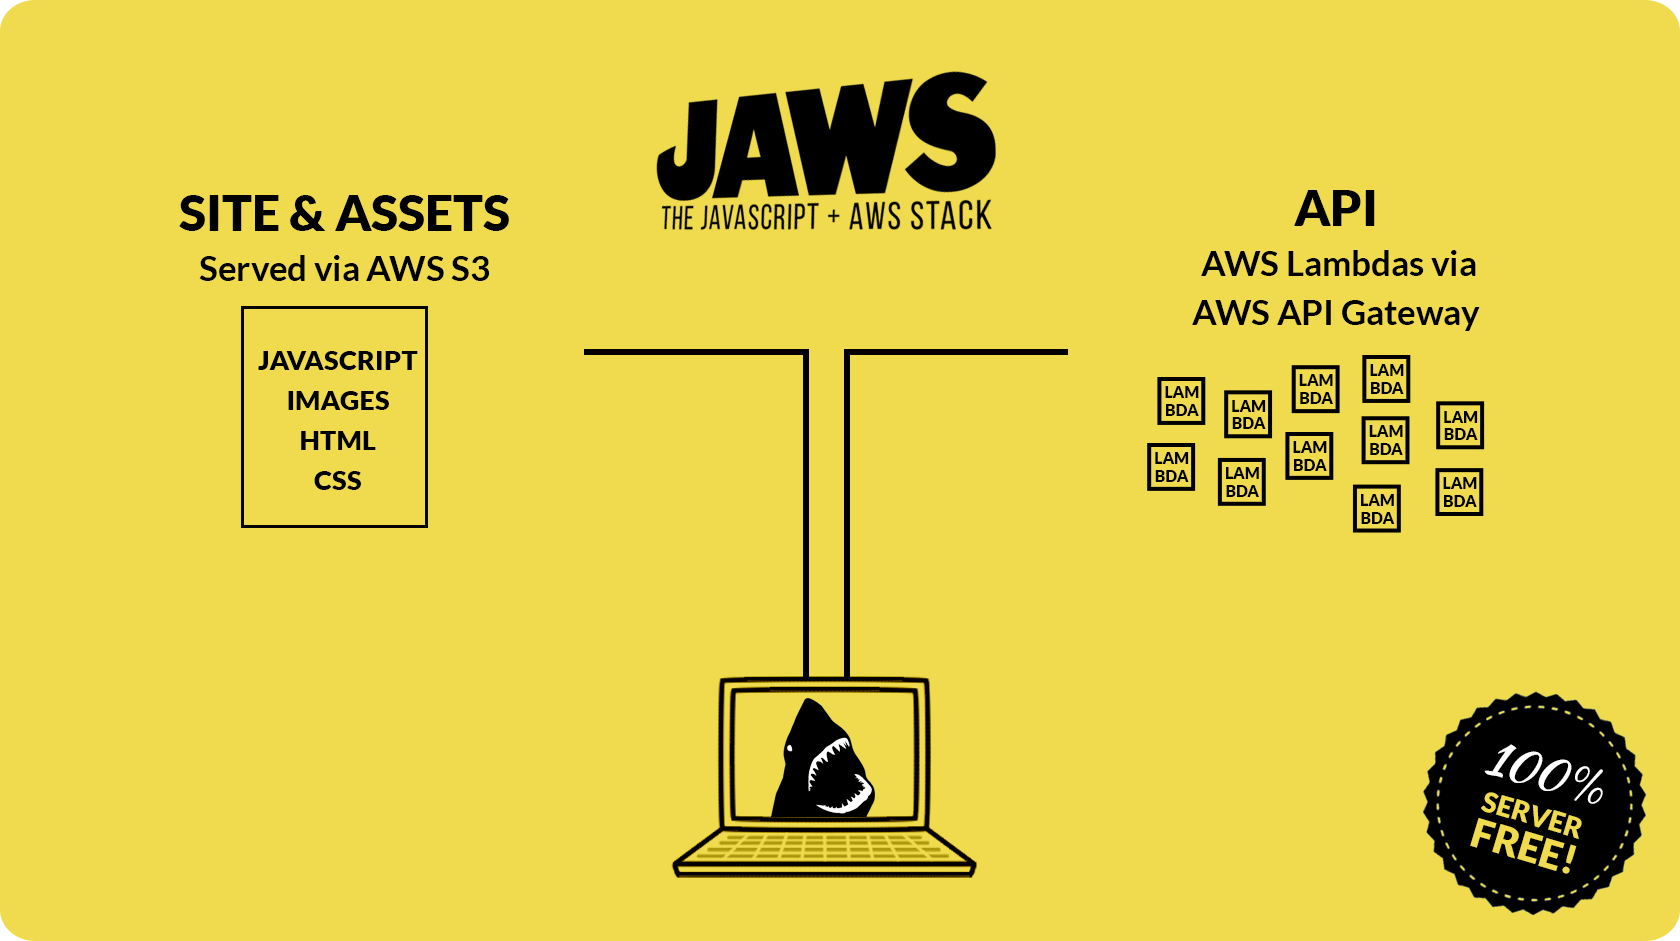 JAWS
THE JAVASCRIPT + AWS STACK
SITE & ASSETS
Served via AWS S3
JAVASCRIPT
IMAGES
HTML
CSS
API
AWS Lambdas via
AWS API Gateway
LAM
BDA
LAM
BDA
LAM
BDA
LAM
BDA
LAM
BDA
LAM
BDA
LAM
BDA
LAM
BDA
LAM
BDA
LAM
BDA
LAM
BDA
100%
SERVER
FREE!